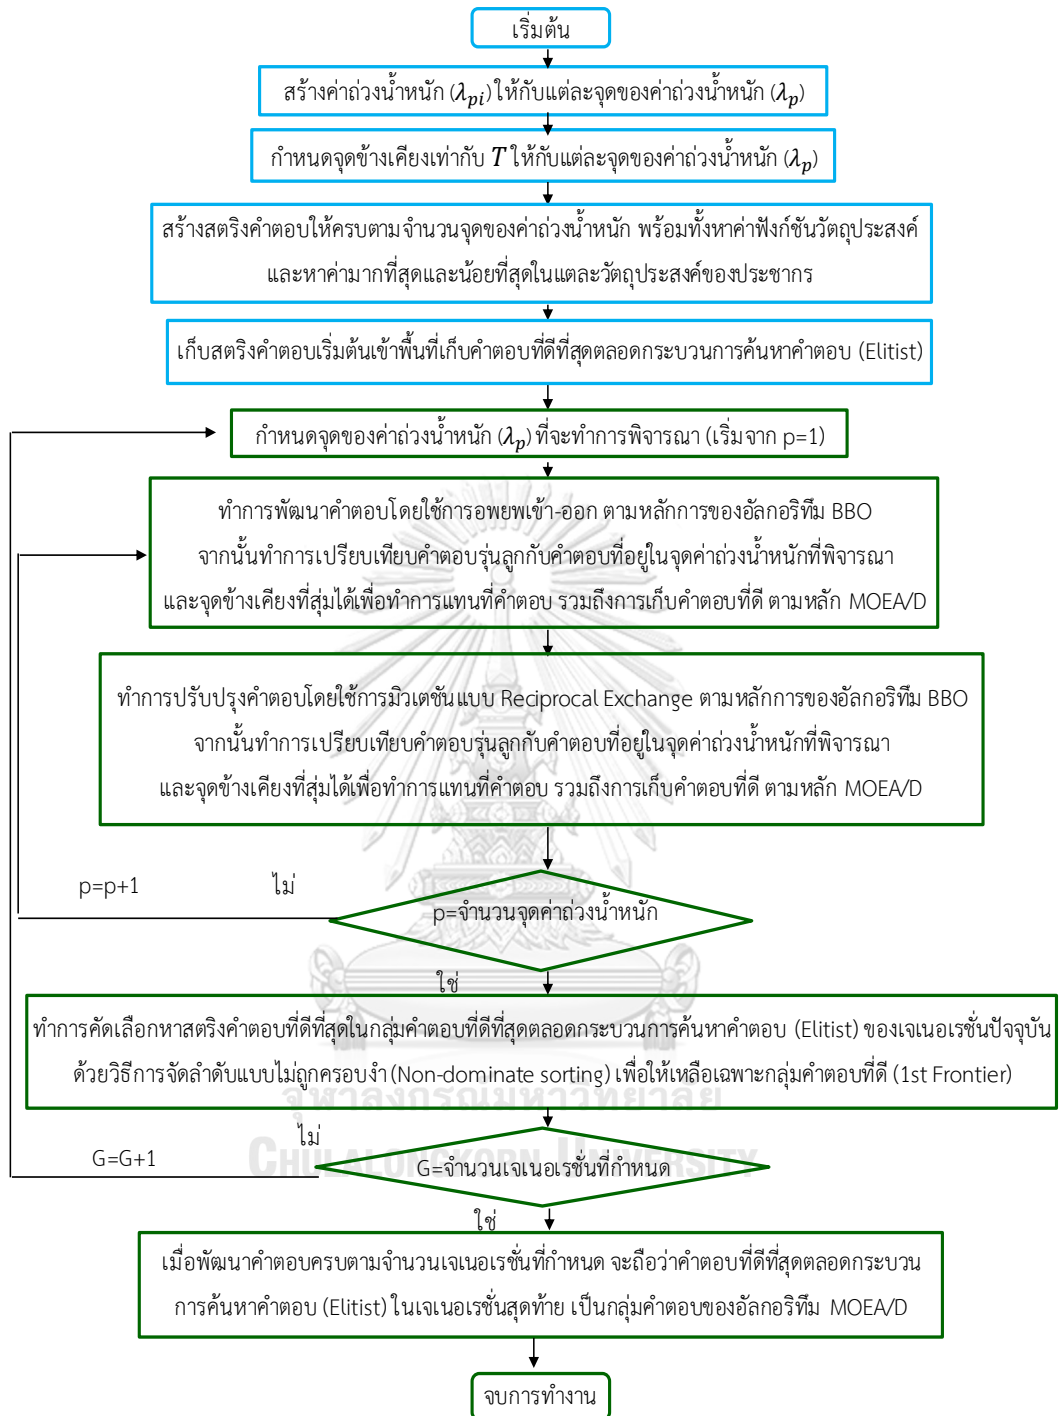 เริ่มต้น
สร้างค่าถ่วงน้ำหนัก (λpi) ให้กับแต่ละจุดของค่าถ่วงน้ำหนัก (λp)
กำหนดจุดข้างเคียงเท่ากับ T ให้กับแต่ละจุดของค่าถ่วงน้ำหนัก (λp)
สร้างสตริงคำตอบให้ครบตามจำนวนจุดของค่าถ่วงน้ำหนัก พร้อมทั้งหาค่าฟังก์ชันวัตถุประสงค์
และหาค่ามากที่สุดและน้อยที่สุดในแตละวัตถุประสงค์ของประชากร
เก็บสตริงคำตอบเริ่มต้นเข้าพื้นที่เก็บคำตอบที่ดีที่สุดตลอดกระบวนการค้นหาคำตอบ (Elitist)
กำหนดจุดของค่าถ่วงน้ำหนัก (λp) ที่จะทำการพิจารณา (เริ่มจาก p=1)
ทำการพัฒนาคำตอบโดยใช้การอพยพเข้า-ออก ตามหลักการของอัลกอริทึม BBO
จากนั้นทำการเปรียบเทียบคำตอบรุ่นลูกกับคำตอบที่อยู่ในจุดค่าถ่วงน้ำหนักที่พิจารณา
และจุดข้างเคียงที่สุ่มได้เพื่อทำการแทนที่คำตอบ รวมถึงการเก็บคำตอบที่ดี ตามหลัก MOEA/D
ทำการปรับปรุงคำตอบโดยใช้การมิวเตชันแบบ Reciprocal Exchange ตามหลักการของอัลกอริทึม BBO
จากนั้นทำการเปรียบเทียบคำตอบรุ่นลูกกับคำตอบที่อยู่ในจุดค่าถ่วงน้ำหนักที่พิจารณา
และจุดข้างเคียงที่สุ่มได้เพื่อทำการแทนที่คำตอบ รวมถึงการเก็บคำตอบที่ดี ตามหลัก MOEA/D
p=p+1 ไม่
p=จำนวนจุดค่าถ่วงน้ำหนัก
ใช่
ทำการคัดเลือกหาสตริงคำตอบที่ดีที่สุดในกลุ่มคำตอบที่ดีที่สุดตลอดกระบวนการค้นหาคำตอบ (Elitist) ของเจเนอเรชั่นปัจจุบัน
ด้วยวิธีการจัดลำดับแบบไม่ถูกครอบงำ (Non-dominate sorting) เพื่อให้เหลือเฉพาะกลุ่มคำตอบที่ดี (1st Frontier)
จุฬาลงกรณ์มหาวิทยาลัย
ไม่
G=G+1
CHULALONGKORN UNIVERSITY
G=จำนวนเจเนอเรชั่นที่กำหนด
ใช่
เมื่อพัฒนาคำตอบครบตามจำนวนเจเนอเรชั่นที่กำหนด จะถือว่าคำตอบที่ดีที่สุดตลอดกระบวน
การค้นหาคำตอบ (Elitist) ในเจเนอเรชั่นสุดท้าย เป็นกลุ่มคำตอบของอัลกอริทึม MOEA/D
จบการทำงาน